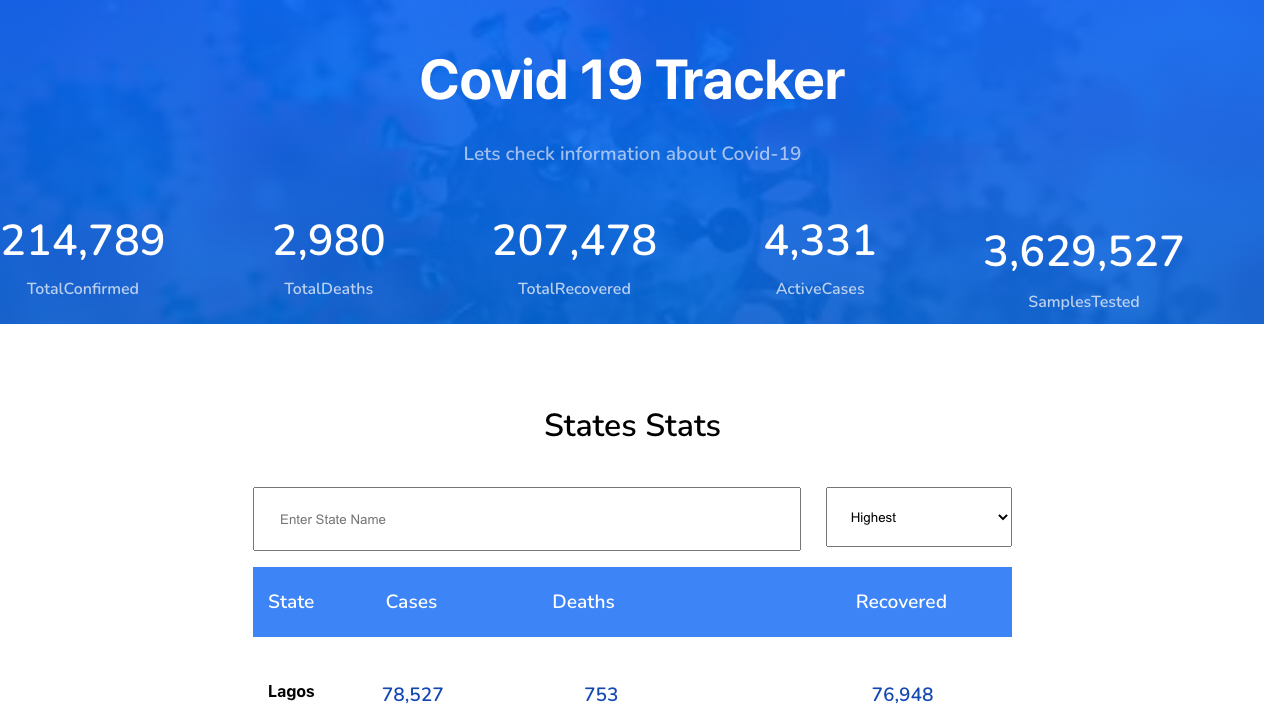 Covid 19 Tracker
Lets check information about Covid-19
214,789 2,980 207,478 4,331 3,629,527
TotalConfirmed TotalDeaths TotalRecovered ActiveCases SamplesTested
States Stats
Enter State Name Highest
State Cases Deaths Recovered
Lagos 78,527 753 76,948